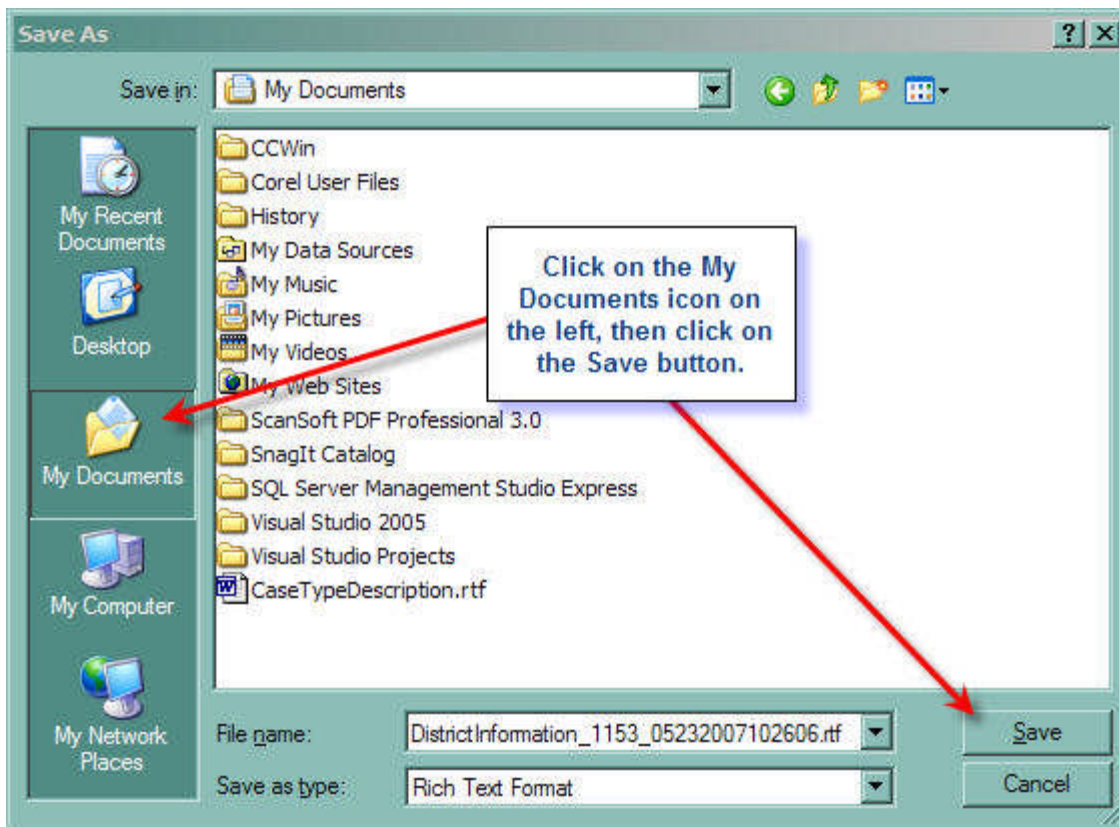 Save As
Save in:
My Documents
My Recent
Documents
Desktop
My Documents
My Computer
My Network
Places
CCWin
Corel User Files
History
My Data Sources
My Music
My Pictures
My Videos
My Web Sites
ScanSoft PDF Professional 3.0
SnagIt Catalog
SQL Server Management Studio Express
Visual Studio 2005
Visual Studio Projects
CaseTypeDescription.rtf
Click on the My
Documents icon on
the left, then click on
the Save button.
File name:
DistrictInformation_1153_05232007102606.rtf
Save
Save as type:
Rich Text Format
Cancel